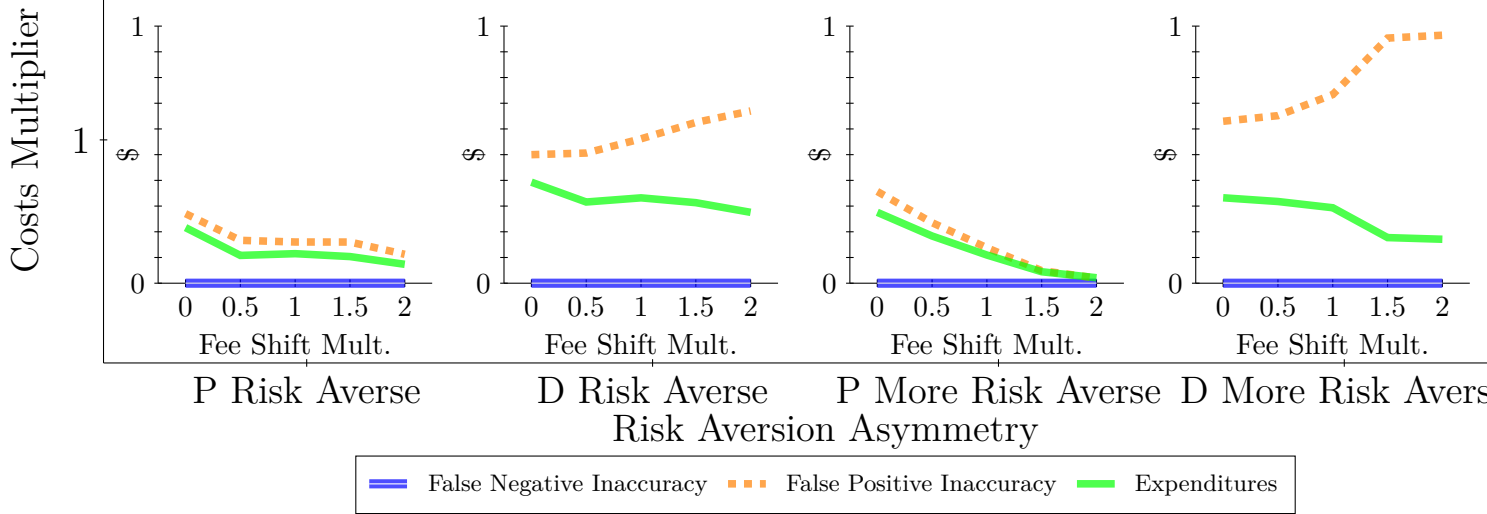 Costs Multiplier
1
1
$
0
0 0.5 1 1.5 2
Fee Shift Mult.
1
$
0
0 0.5 1 1.5 2
Fee Shift Mult.
1
$
0
0 0.5 1 1.5 2
Fee Shift Mult.
1
$
0
0 0.5 1 1.5 2
Fee Shift Mult.
P Risk Averse D Risk Averse P More Risk Averse D More Risk Avers
Risk Aversion Asymmetry
False Negative Inaccuracy False Positive Inaccuracy Expenditures